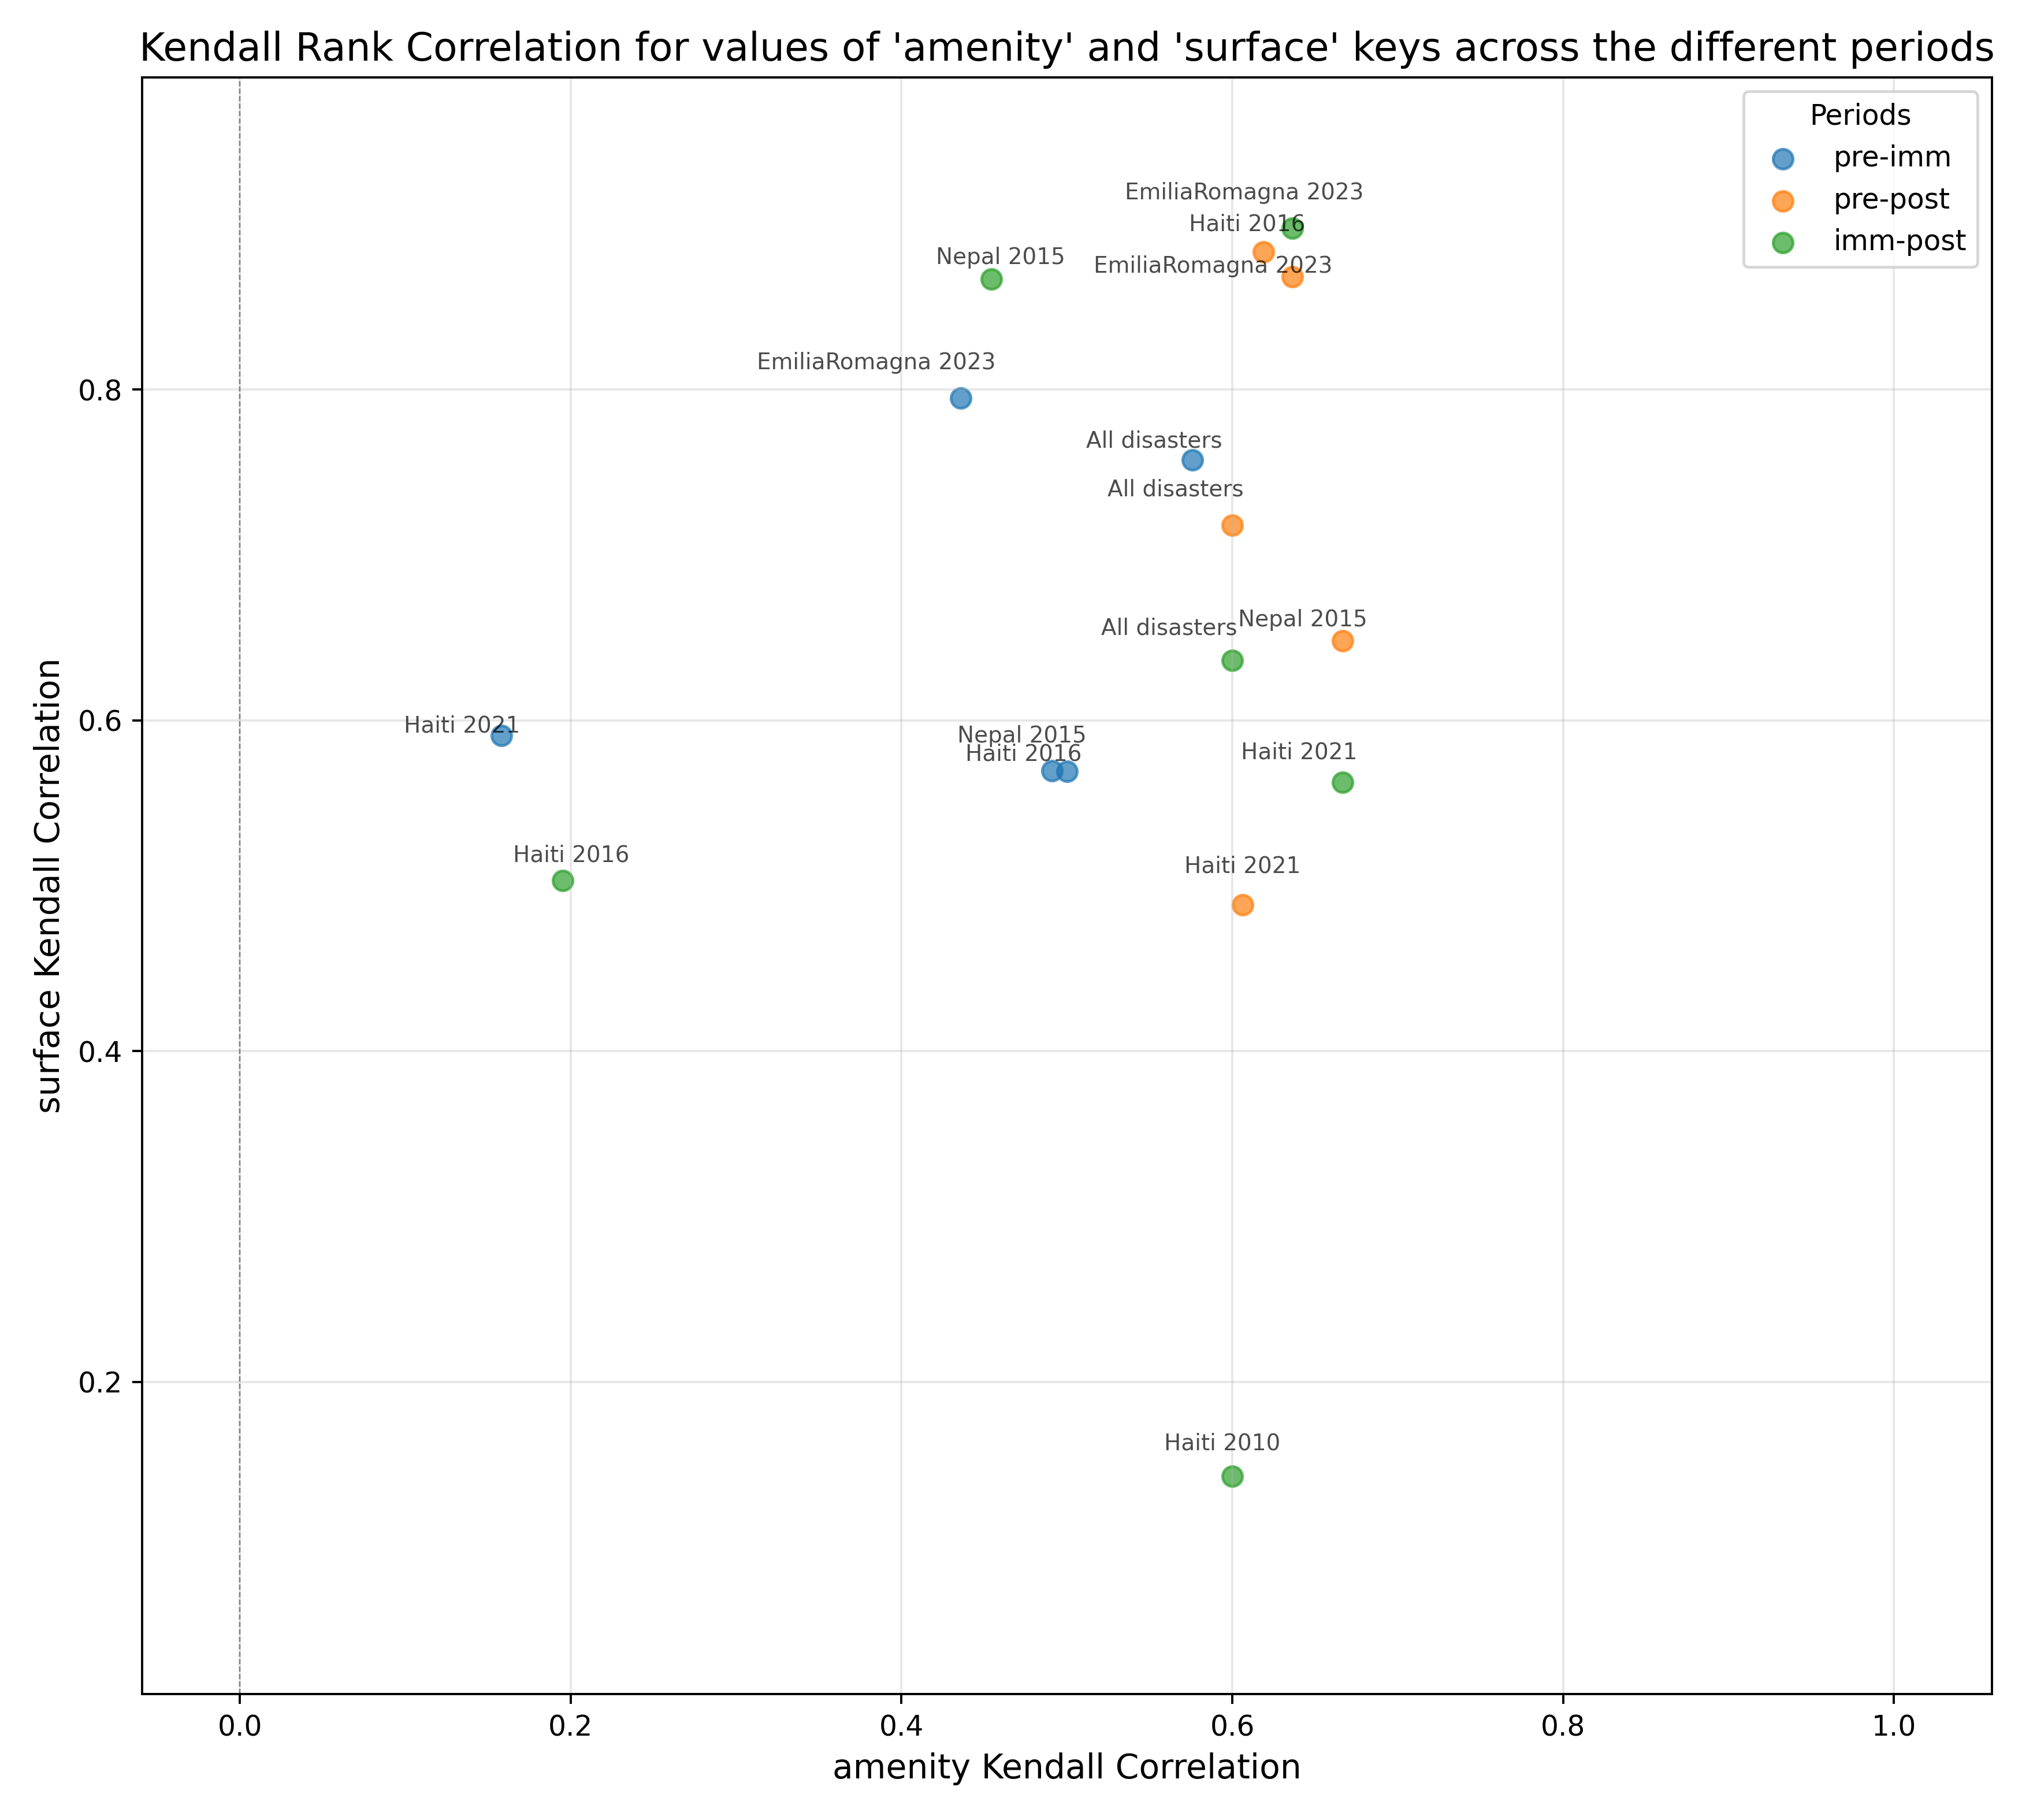 Kendall Rank Correlation for values of 'amenity' and 'surface' keys across the different periods
Periods
pre-imm
pre-post
imm-post
EmiliaRomagna 2023
Haiti 2016
Nepal 2015
EmiliaRomagna 2023
EmiliaRomagna 2023
All disasters
All disasters
All disasters
Nepal 2015
Haiti 2021
Nepal 2015
Haiti 2016
Haiti 2021
Haiti 2016
Haiti 2021
Haiti 2010
0.8
0.6
0.4
0.2
surface Kendall Correlation
0.0
0.2
0.4
0.6
0.8
1.0
amenity Kendall Correlation